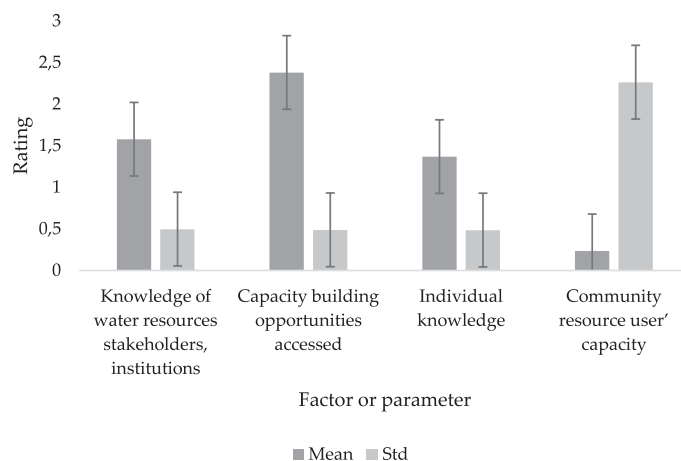 3
2,5
2
1,5
1
0,5
0
Rating
Knowledge of
water resources
stakeholders,
institutions
Capacity building
opportunities
accessed
Individual
knowledge
Community
resource user’
capacity
Factor or parameter
Mean Std